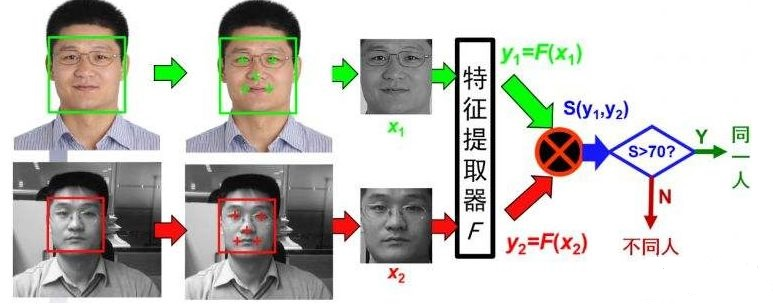 x₁
x₂
特征提取器F
y₁=F(x₁)
y₂=F(x₂)
S(y₁,y₂)
S>70?
Y
同一人
N
不同人